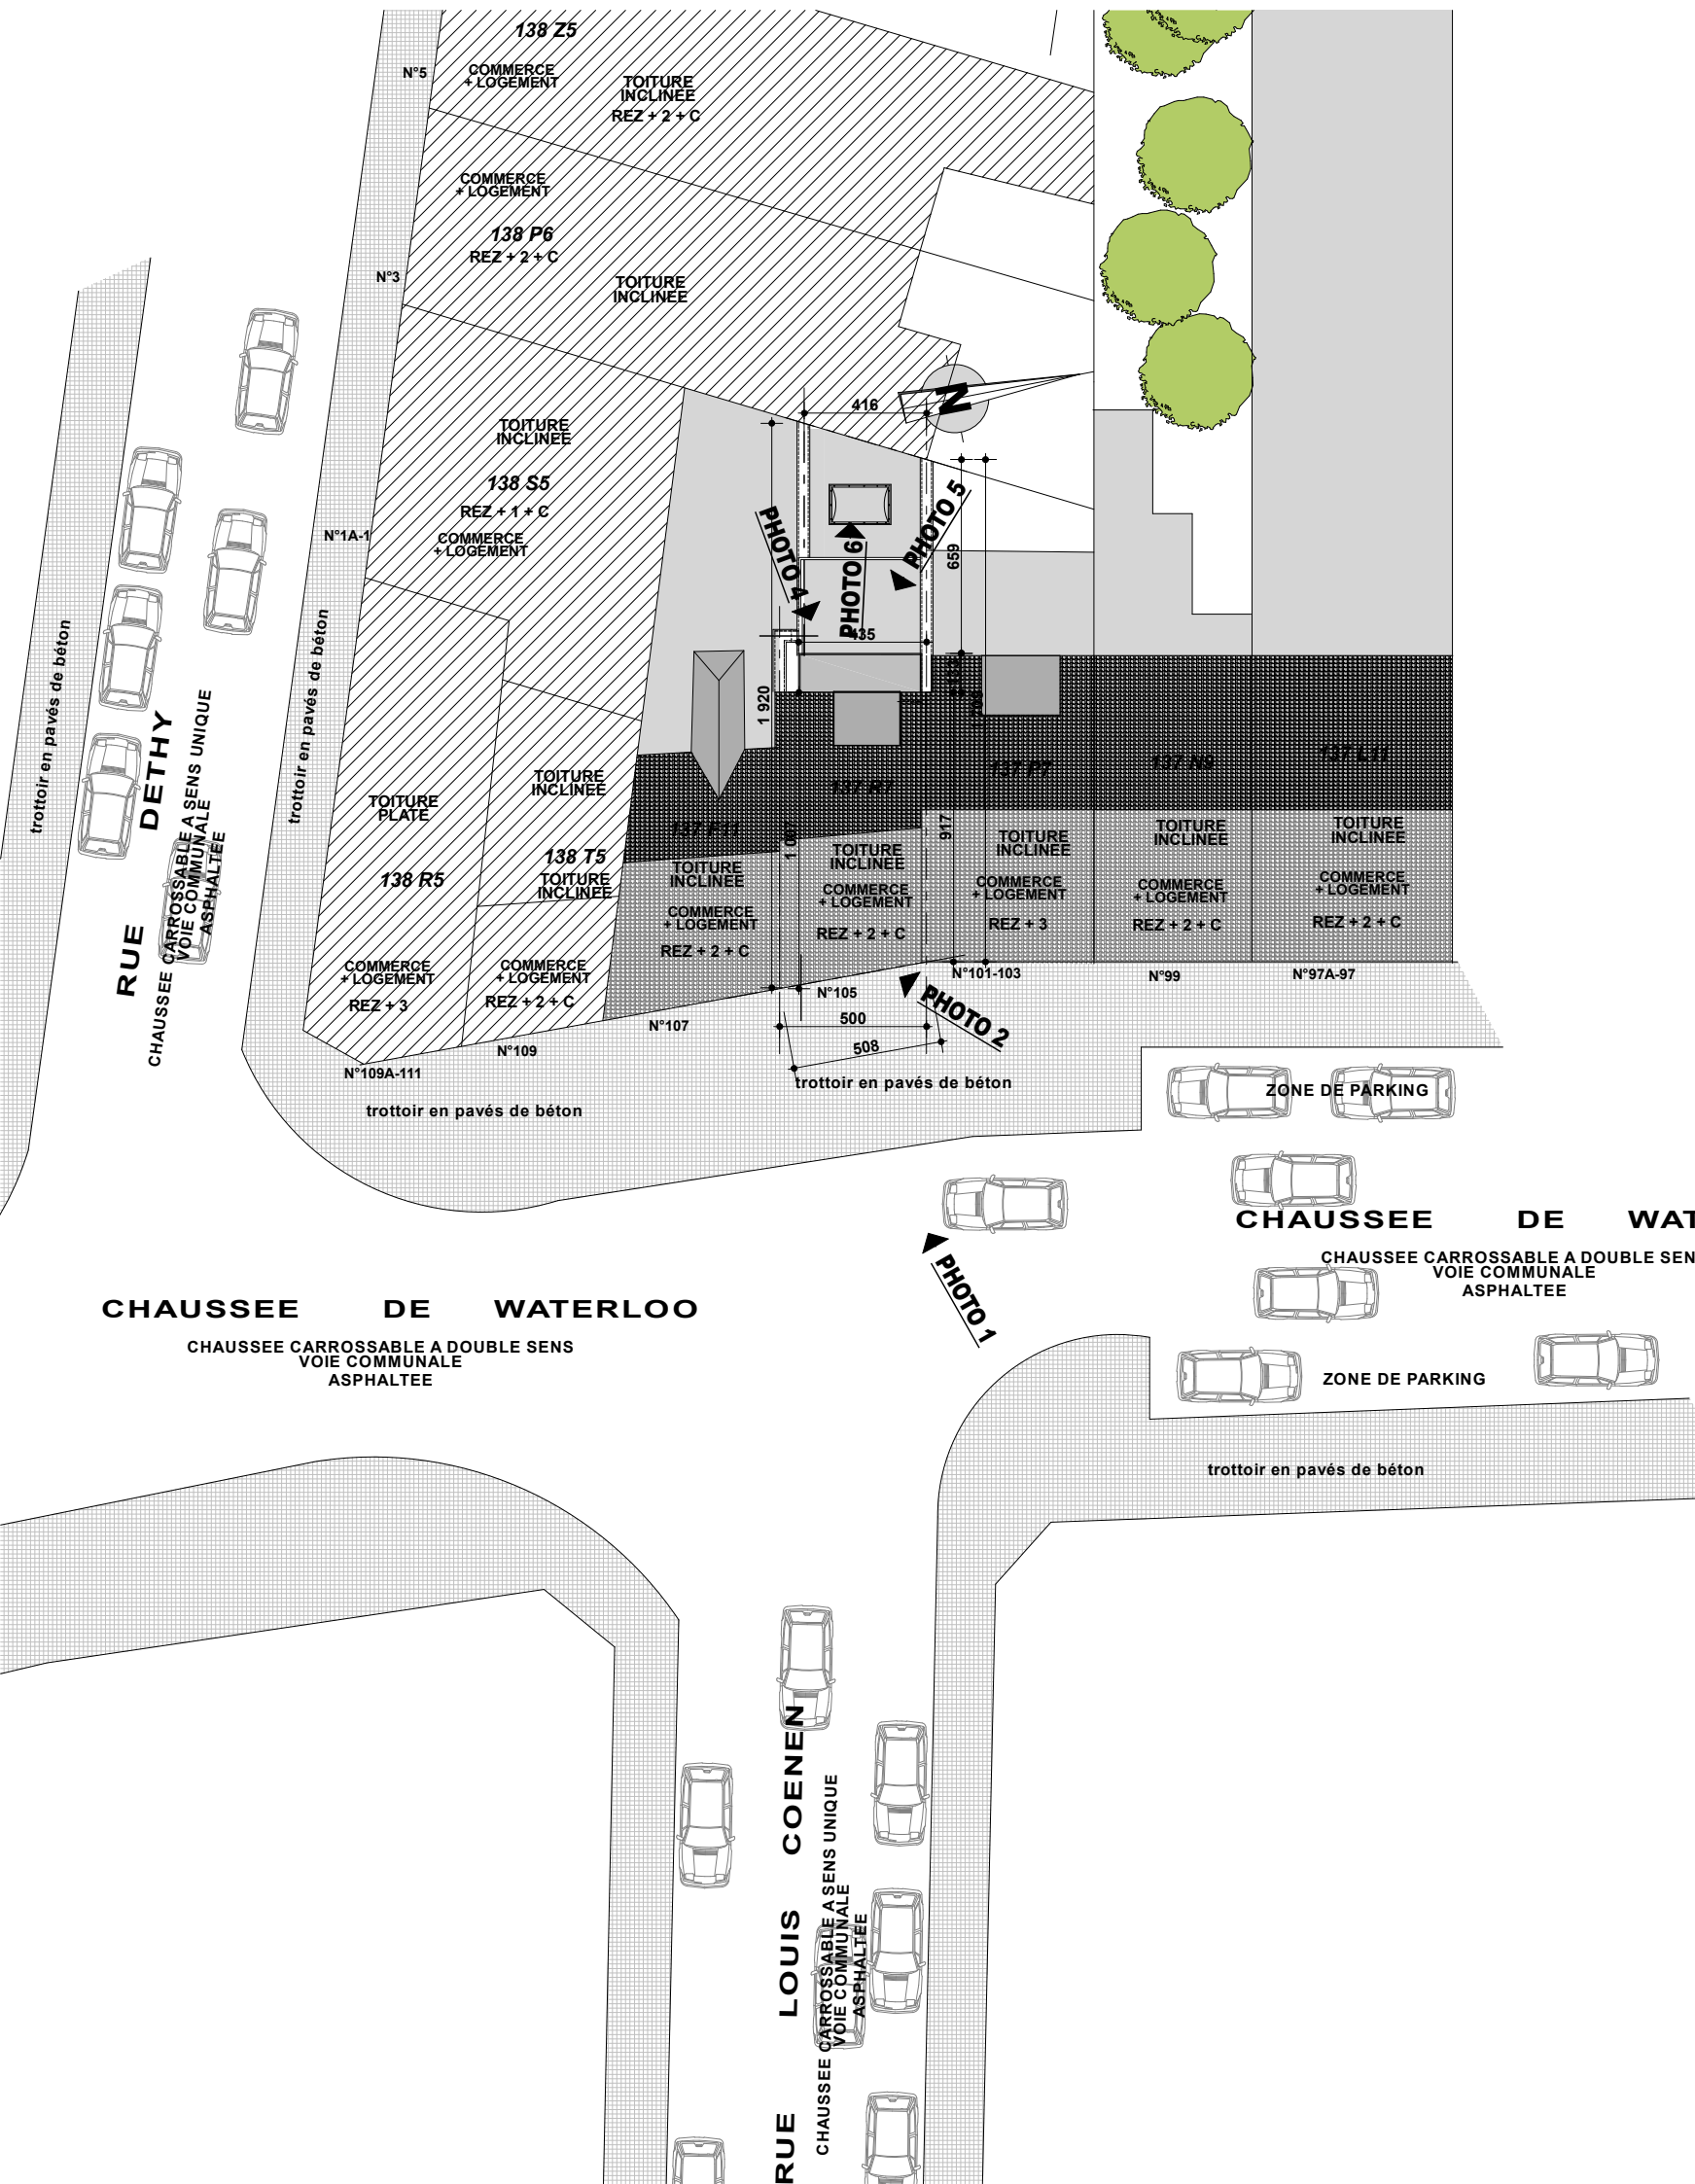 138 Z5
N°5
COMMERCE
+ LOGEMENT
TOITURE
INCLINEE
REZ + 2 + C
COMMERCE
+ LOGEMENT
138 P6
REZ + 2 + C
N°3
TOITURE
INCLINEE
N
416
TOITURE
INCLINEE
138 S5
REZ + 1 + C
N°1A-1
COMMERCE
+ LOGEMENT
PHOTO 4
PHOTO 6
PHOTO 5
659
435
1 920
trottoir en pavés de béton
trottoir en pavés de béton
RUE DETHY
CHAUSSEE CARROSSABLE A SENS UNIQUE
VOIE COMMUNALE
ASPHALTEE
TOITURE
PLATE
138 R5
COMMERCE
+ LOGEMENT
REZ + 3
TOITURE
INCLINEE
138 T5
TOITURE
INCLINEE
COMMERCE
+ LOGEMENT
REZ + 2 + C
TOITURE
INCLINEE
COMMERCE
+ LOGEMENT
REZ + 2 + C
1 007
137 R7
TOITURE
INCLINEE
COMMERCE
+ LOGEMENT
REZ + 2 + C
917
137 P7
TOITURE
INCLINEE
COMMERCE
+ LOGEMENT
REZ + 3
137 N9
TOITURE
INCLINEE
COMMERCE
+ LOGEMENT
REZ + 2 + C
137 L11
TOITURE
INCLINEE
COMMERCE
+ LOGEMENT
REZ + 2 + C
N°109A-111
N°109
N°107
N°105
N°101-103
N°99
N°97A-97
500
508
PHOTO 2
trottoir en pavés de béton
trottoir en pavés de béton
ZONE DE PARKING
PHOTO 1
CHAUSSEE DE WAT
CHAUSSEE CARROSSABLE A DOUBLE SEN
VOIE COMMUNALE
ASPHALTEE
CHAUSSEE DE WATERLOO
CHAUSSEE CARROSSABLE A DOUBLE SENS
VOIE COMMUNALE
ASPHALTEE
ZONE DE PARKING
trottoir en pavés de béton
RUE LOUIS COENEN
CHAUSSEE CARROSSABLE A SENS UNIQUE
VOIE COMMUNALE
ASPHALTEE